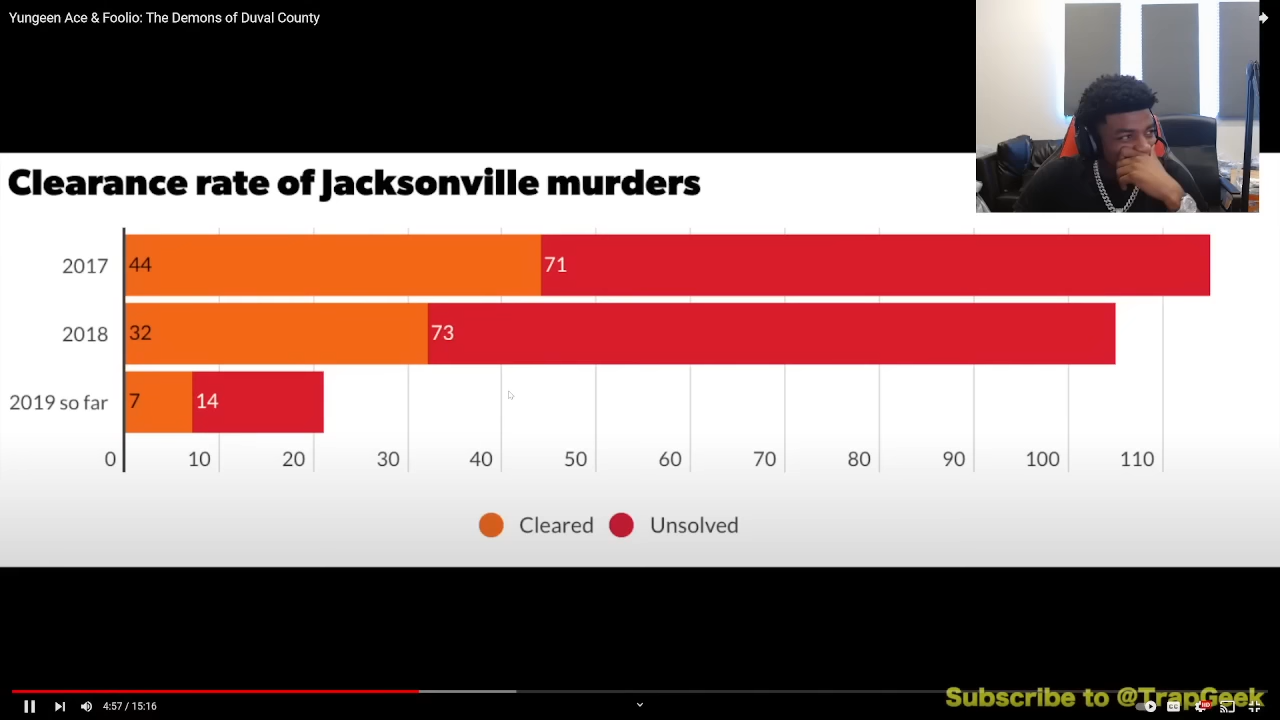 Yungeen Ace & Foolio: The Demons of Duval County
Clearance rate of Jacksonville murders
2017 44 71
2018 32 73
2019 so far 7 14
0 10 20 30 40 50 60 70 80 90 100 110
Cleared Unsolved
Subscribe to @TrapGeek
4:57 / 15:16
HD